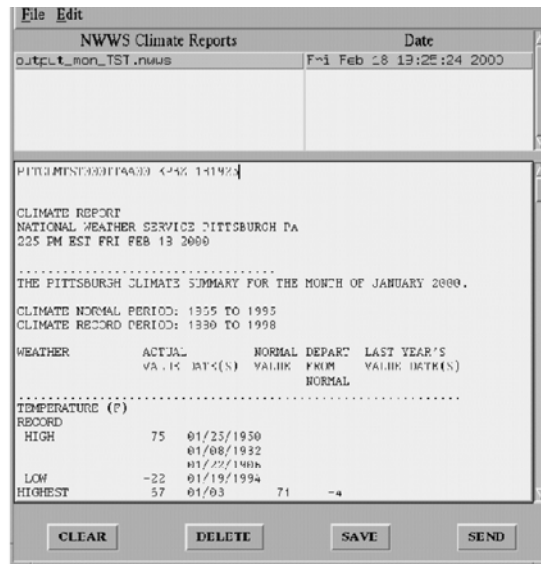 File Edit
NWWS Climate Reports Date
output_mon_TST.nwws Fri Feb 18 19:25:24 2000
CLIMATE REPORT
NATIONAL WEATHER SERVICE PITTSBURGH PA
225 PM EST FRI FEB 18 2000
...................................
THE PITTSBURGH CLIMATE SUMMARY FOR THE MONTH OF JANUARY 2000.
CLIMATE NORMAL PERIOD: TO 1995
CLIMATE RECORD PERIOD: TO 1998
WEATHER ACTUAL NORMAL DEPART LAST YEAR'S
VALUE DATE(S) VALUE FROM VALUE DATE(S)
NORMAL
................................................................
TEMPERATURE (F)
RECORD
HIGH 75 01/25/1950
01/08/1932
01/22/1906
LOW -22 01/19/1994
HIGHEST 67 01/03 71 -4
CLEAR DELETE SAVE SEND